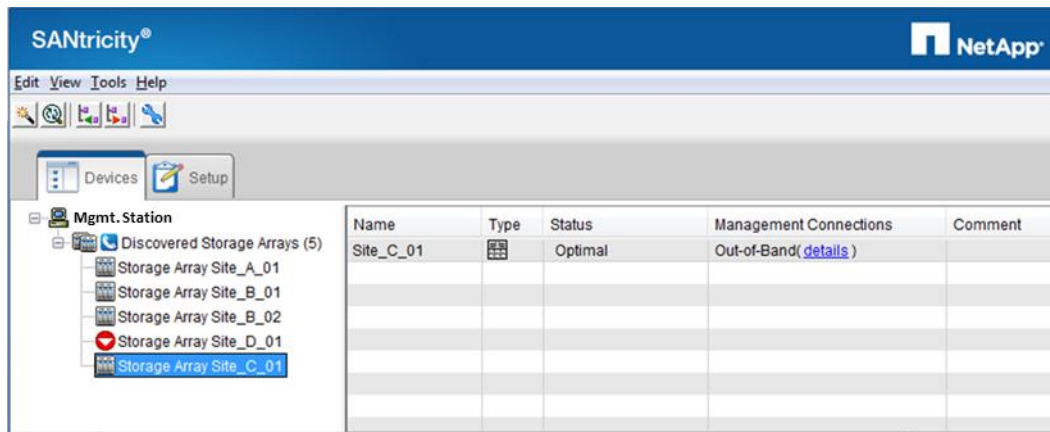 SANtricity®
NetApp
Edit View Tools Help
Devices Setup
Mgmt. Station
Discovered Storage Arrays (5)
Storage Array Site_A_01
Storage Array Site_B_01
Storage Array Site_B_02
Storage Array Site_D_01
Storage Array Site_C_01
Name Type Status Management Connections Comment
Site_C_01 Optimal Out-of-Band( details )